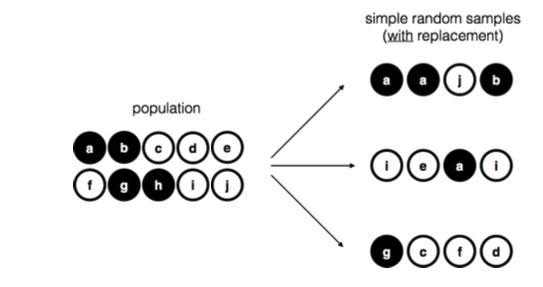 simple random samples
(with replacement)
a a j b
population
a b c d e
i e a i
f g h i j
g c f d